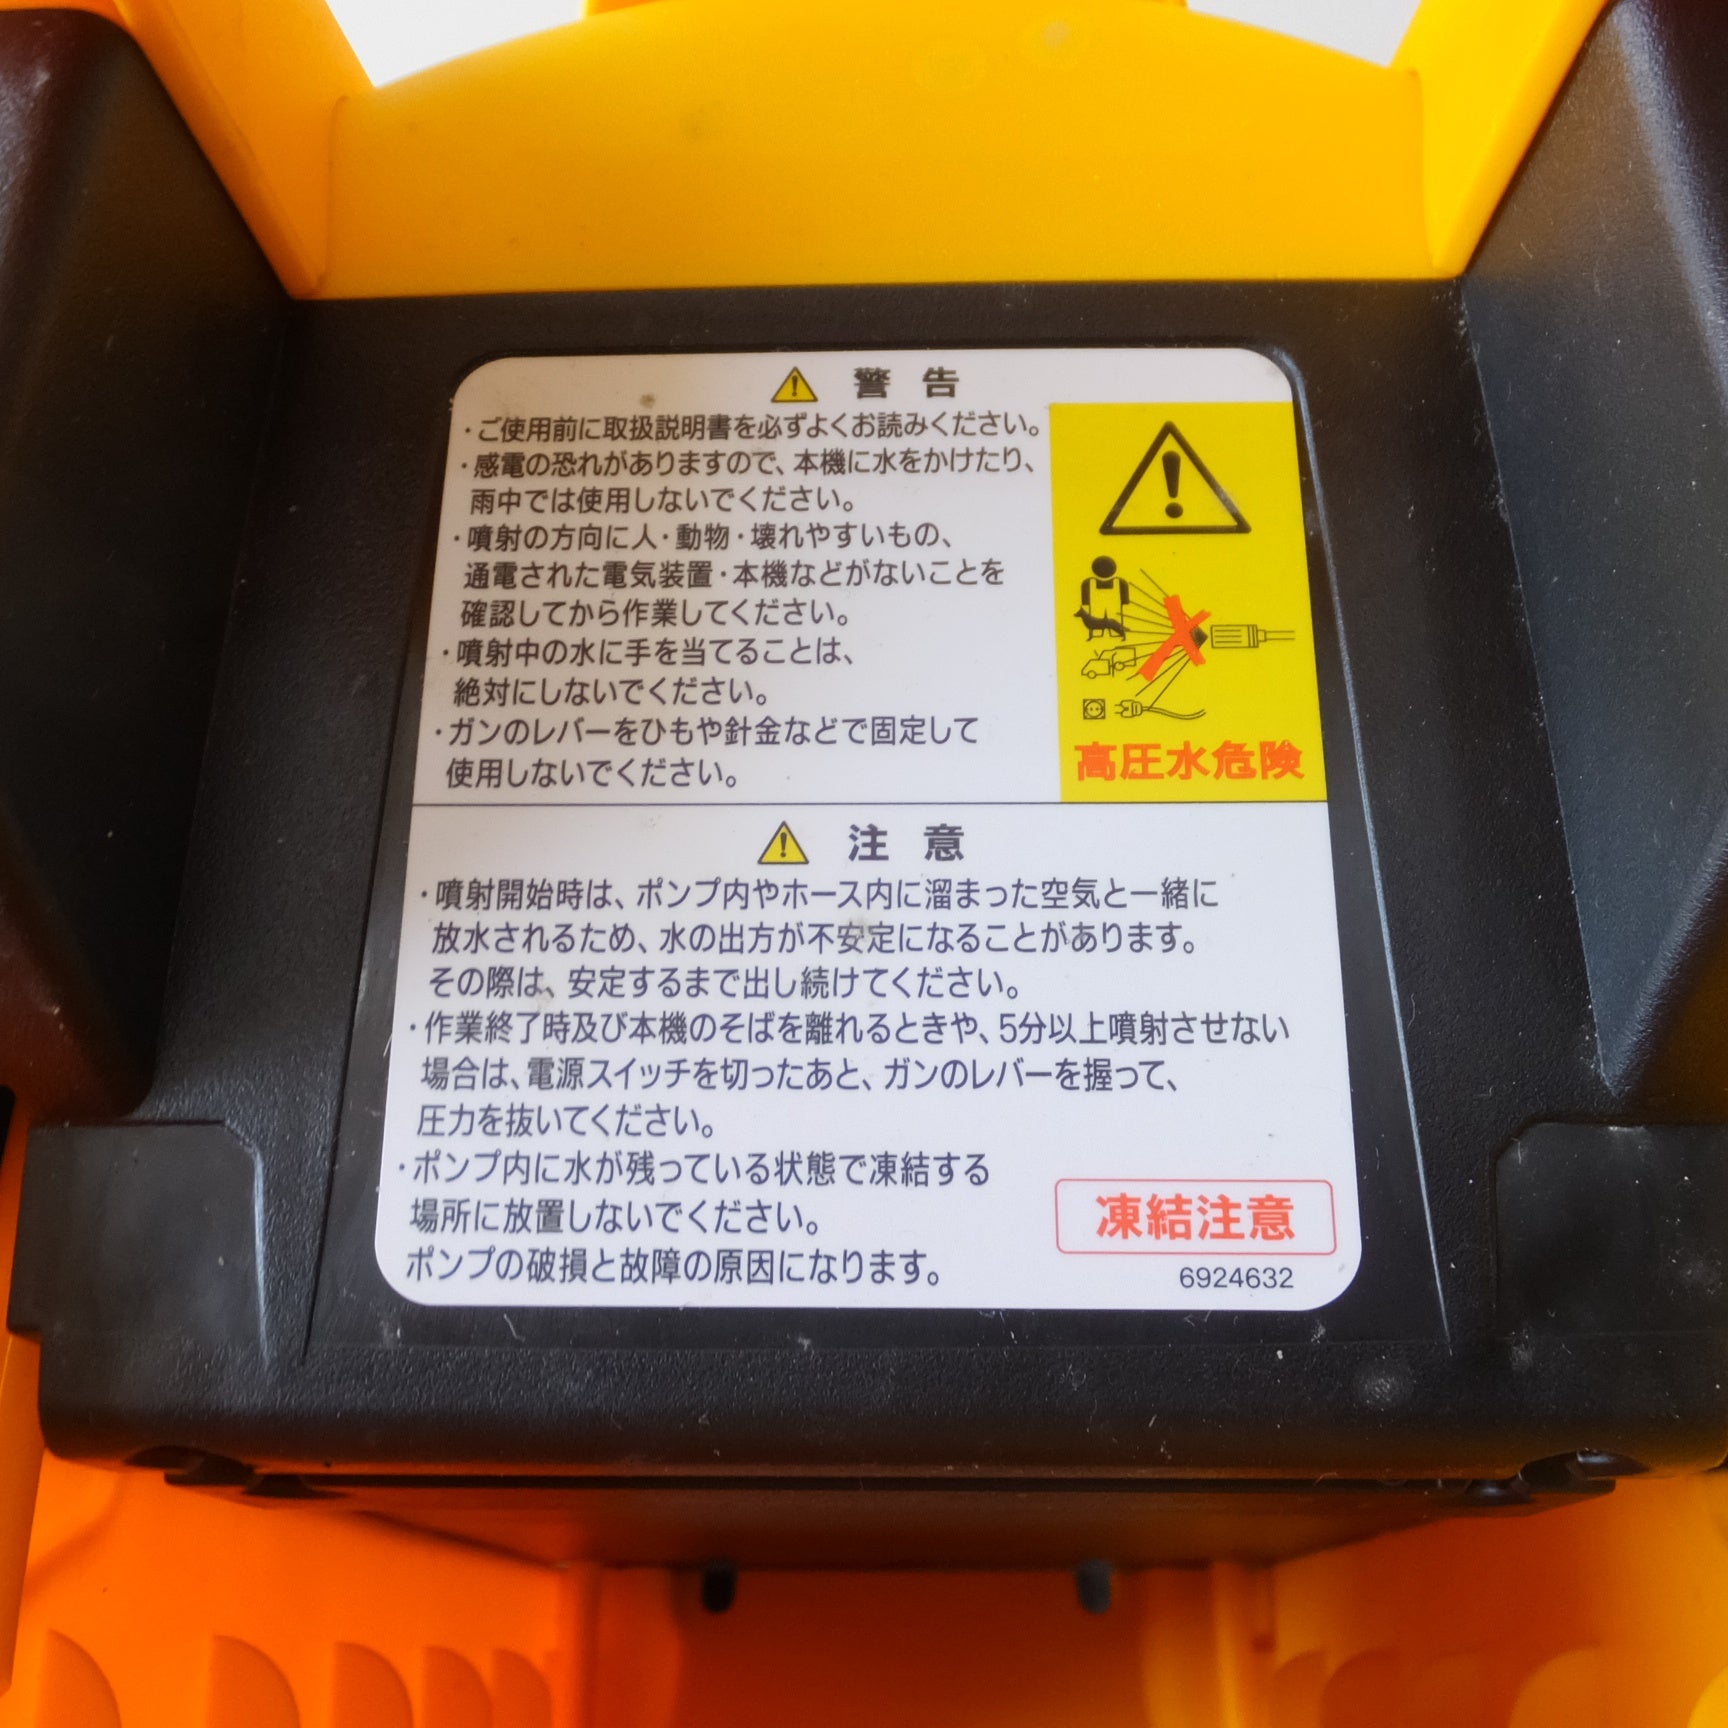 警告
・ご使用前に取扱説明書を必ずよくお読みください。
・感電の恐れがありますので、本機に水をかけたり、
雨中では使用しないでください。
・噴射の方向に人・動物・壊れやすいもの、
通電された電気装置・本機などがないことを
確認してから作業してください。
・噴射中の水に手を当てることは、
絶対にしないでください。
・ガンのレバーをひもや針金などで固定して
使用しないでください。
高圧水危険
注意
・噴射開始時は、ポンプ内やホース内に溜まった空気と一緒に
放水されるため、水の出方が不安定になることがあります。
その際は、安定するまで出し続けてください。
・作業終了時及び本機のそばを離れるときや、5分以上噴射させない
場合は、電源スイッチを切ったあと、ガンのレバーを握って、
圧力を抜いてください。
・ポンプ内に水が残っている状態で凍結する
場所に放置しないでください。
ポンプの破損と故障の原因になります。
凍結注意
6924632